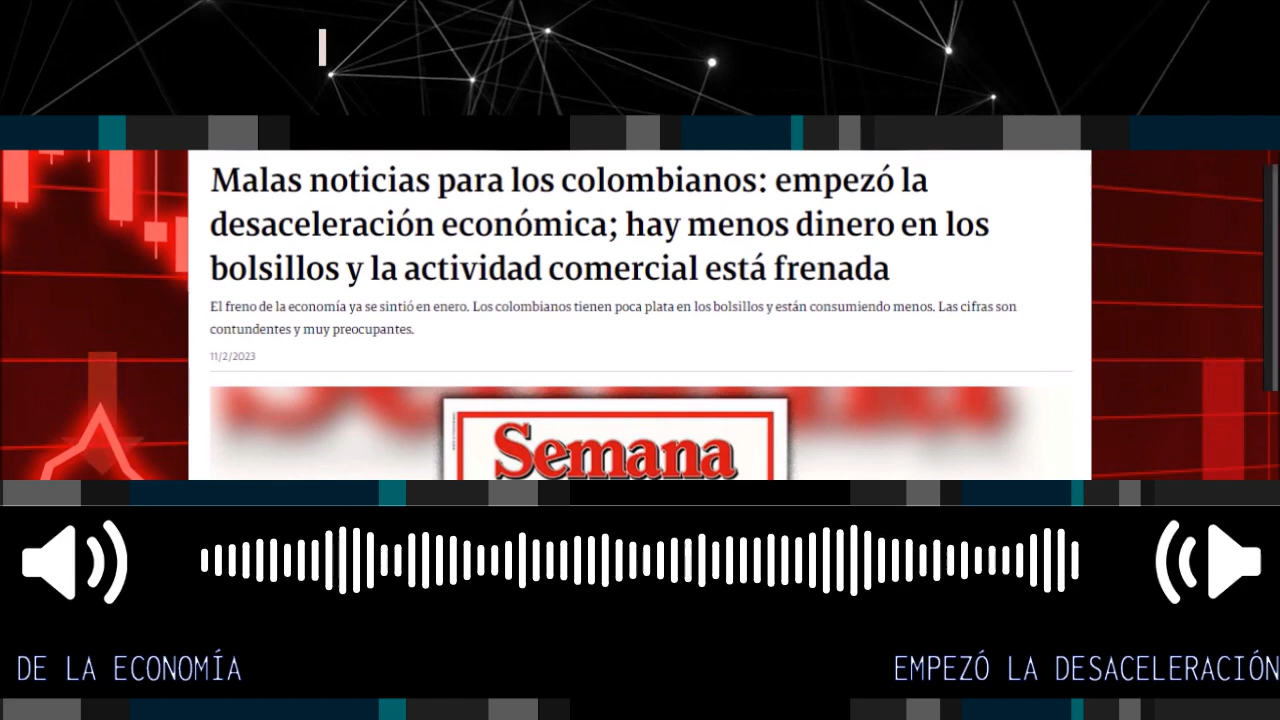 Malas noticias para los colombianos: empezó la
desaceleración económica; hay menos dinero en los
bolsillos y la actividad comercial está frenada
El freno de la economía ya se sintió en enero. Los colombianos tienen poca plata en los bolsillos y están consumiendo menos. Las cifras son
contundentes y muy preocupantes.
11/2/2023
Semana
DE LA ECONOMÍA
EMPEZÓ LA DESACELERACIÓN